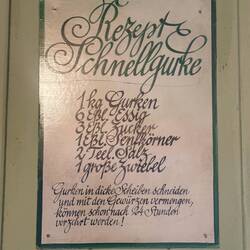 Rezept
Schnellgurke
1 kg Gurken
6 Eßl. Essig
3 Eßl. Zucker
1 Eßl. Senfkörner
2 Teel. Salz
1 große Zwiebel
Gurken in dicke Scheiben schneiden
und mit den Gewürzen vermengen,
können schon nach 24 Stunden
verzehrt werden!